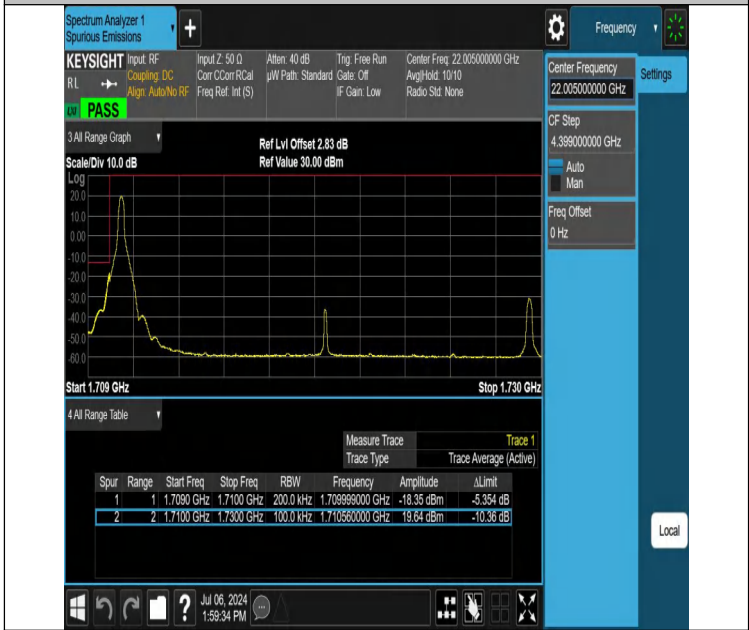 Spectrum Analyzer 1
Spurious Emissions
+
Frequency
KEYSIGHT
RL
Input: RF
Coupling: DC
Align: Auto/No RF
Input Z: 50 Ω
Corr CCorr RCal
Freq Ref: Int (S)
Atten: 40 dB
µW Path: Standard
Trig: Free Run
Gate: Off
IF Gain: Low
Center Freq: 22.005000000 GHz
Avg|Hold: 10/10
Radio Std: None
PASS
3 All Range Graph
Scale/Div 10.0 dB
Ref Lvl Offset 2.83 dB
Ref Value 30.00 dBm
Log
20.0
10.0
0.00
-10.0
-20.0
-30.0
-40.0
-50.0
-60.0
Start 1.709 GHz
Stop 1.730 GHz
4 All Range Table
Measure Trace Trace 1
Trace Type Trace Average (Active)
Spur Range Start Freq Stop Freq RBW Frequency Amplitude ΔLimit
1 1 1.7090 GHz 1.7100 GHz 200.0 kHz 1.709999000 GHz -18.35 dBm -5.354 dB
2 2 1.7100 GHz 1.7300 GHz 100.0 kHz 1.710560000 GHz 19.64 dBm -10.36 dB
Center Frequency
22.005000000 GHz
Settings
CF Step
4.399000000 GHz
Auto
Man
Freq Offset
0 Hz
Local
?
Jul 06, 2024
1:59:34 PM